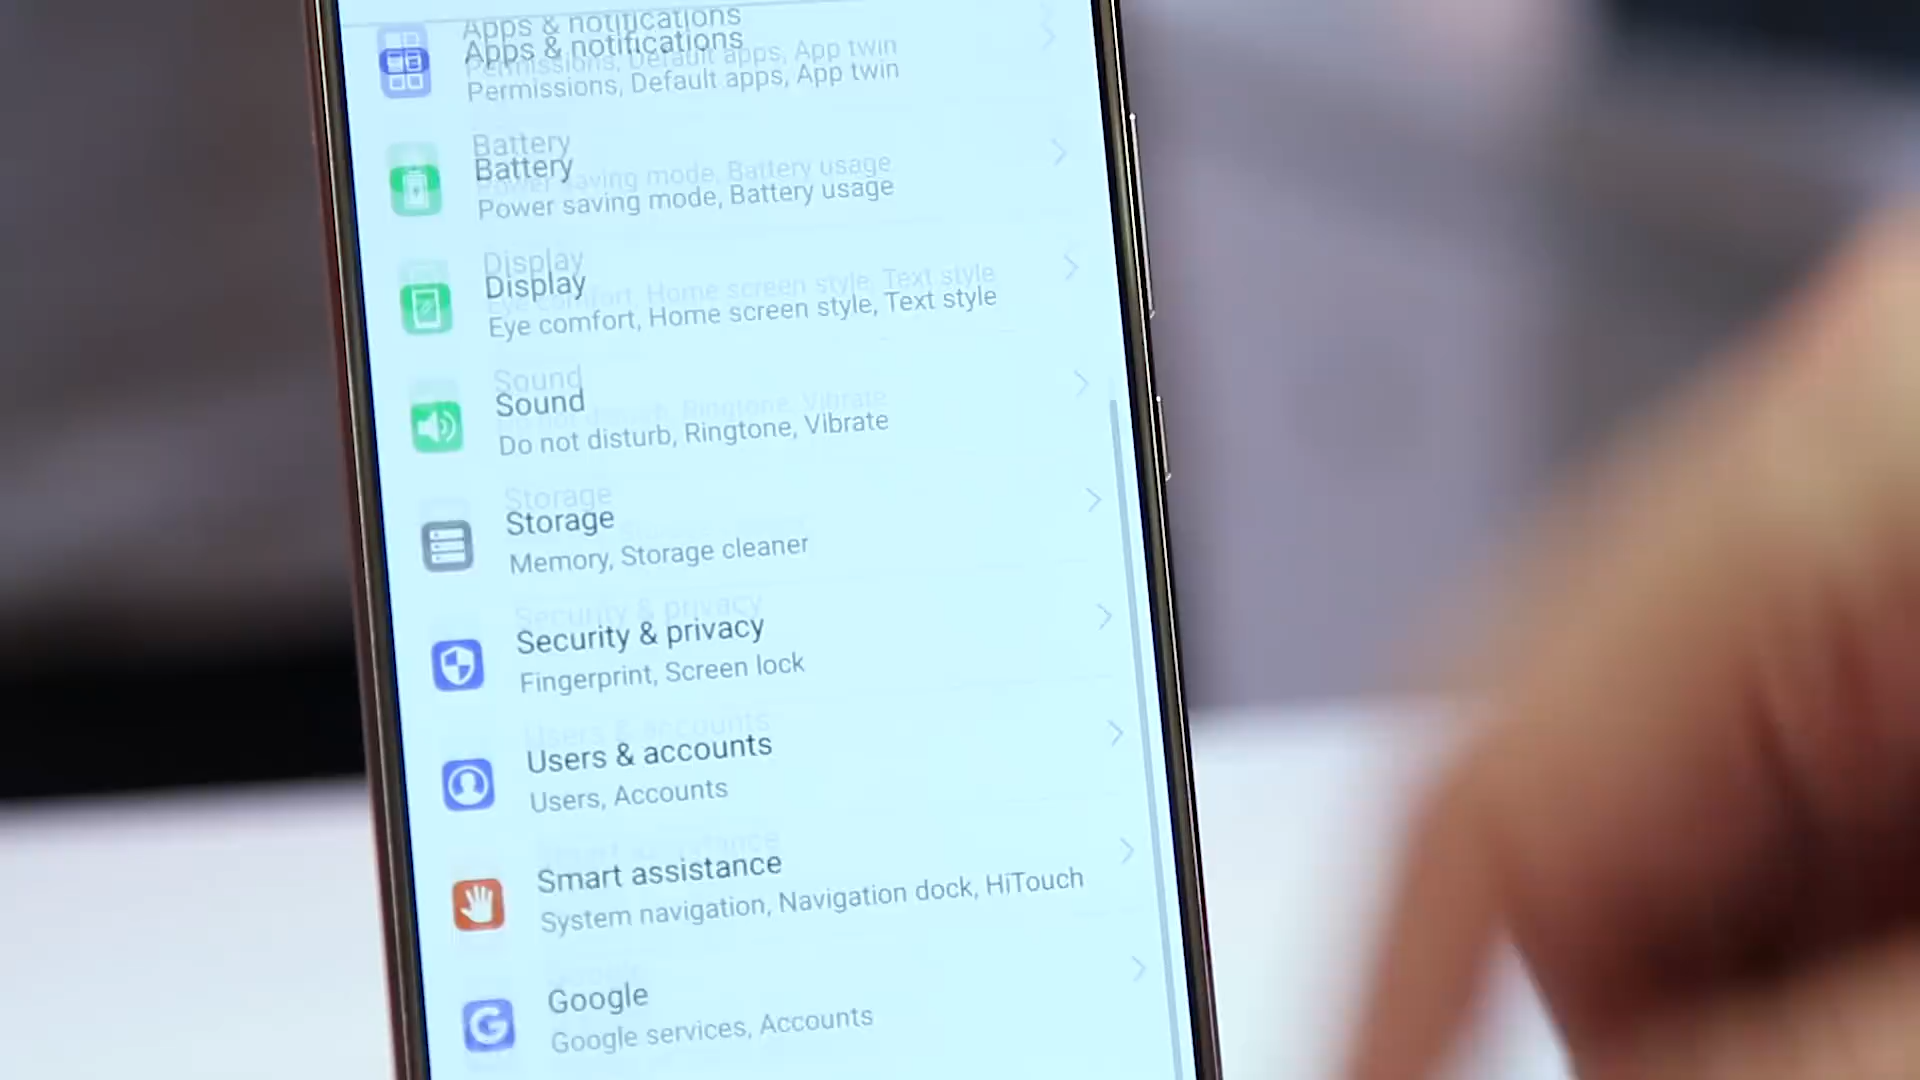 Apps & notifications
Permissions, Default apps, App twin
Battery
Power saving mode, Battery usage
Display
Eye comfort, Home screen style, Text style
Sound
Do not disturb, Ringtone, Vibrate
Storage
Memory, Storage cleaner
Security & privacy
Fingerprint, Screen lock
Users & accounts
Users, Accounts
Smart assistance
System navigation, Navigation dock, HiTouch
Google
Google services, Accounts